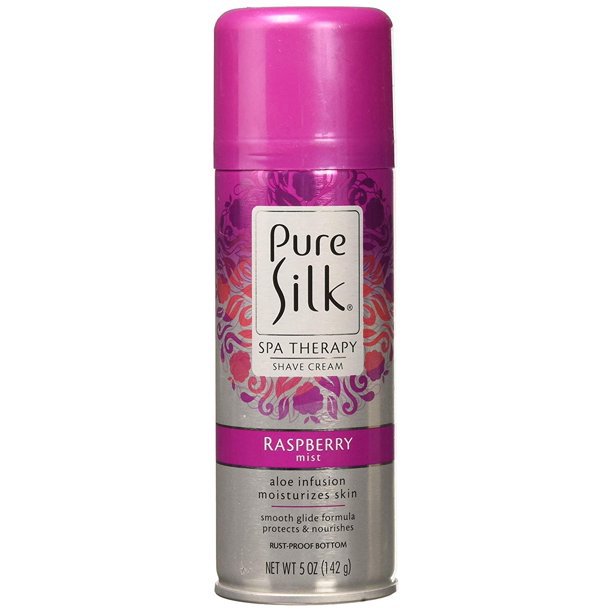 Pure
Silk®
SPA THERAPY
SHAVE CREAM
RASPBERRY
mist
aloe infusion
moisturizes skin
smooth glide formula
protects & nourishes
RUST-PROOF BOTTOM
NET WT 5 OZ (142 g)